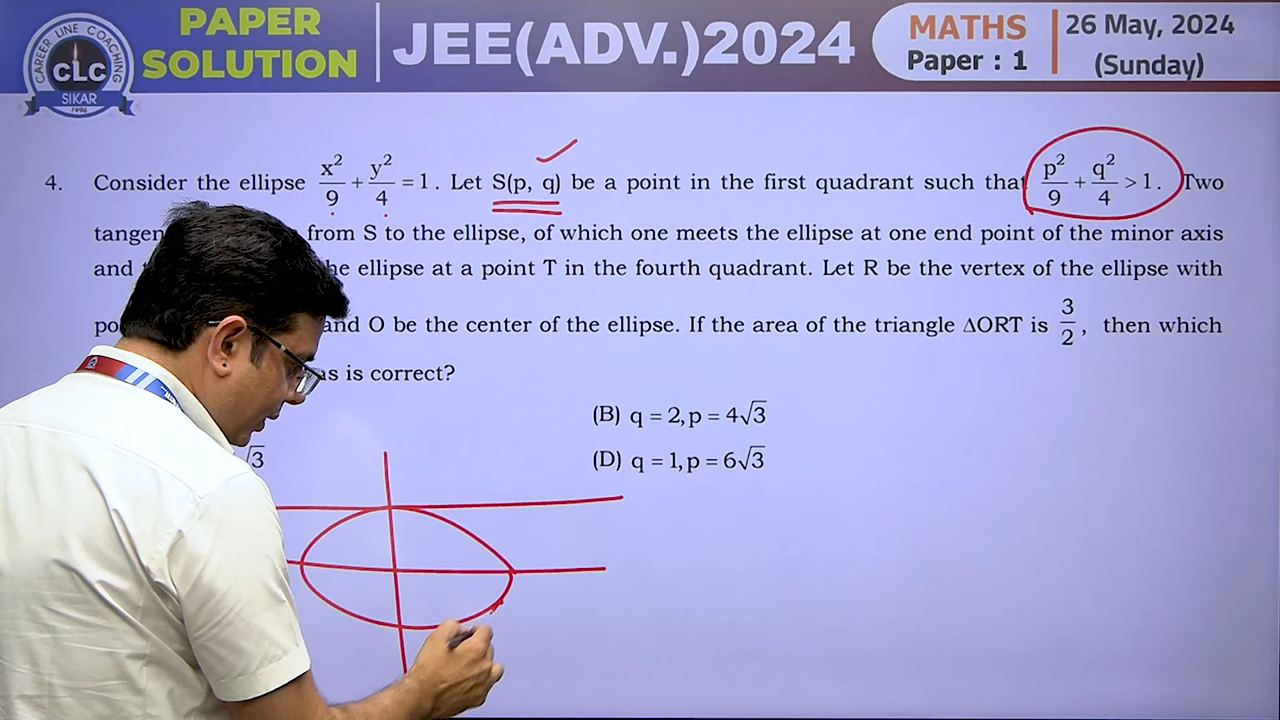 CAREER LINE COACHING
CLC
SIKAR
1996
PAPER
SOLUTION
JEE(ADV.)2024
MATHS
Paper : 1
26 May, 2024
(Sunday)
4. Consider the ellipse x²/9 + y²/4 = 1. Let S(p, q) be a point in the first quadrant such that p²/9 + q²/4 > 1. Two
from S to the ellipse, of which one meets the ellipse at one end point of the minor axis
and the ellipse at a point T in the fourth quadrant. Let R be the vertex of the ellipse with
and O be the center of the ellipse. If the area of the triangle ΔORT is 3/2, then which
is correct?
(B) q = 2, p = 4√3
√3
(D) q = 1, p = 6√3